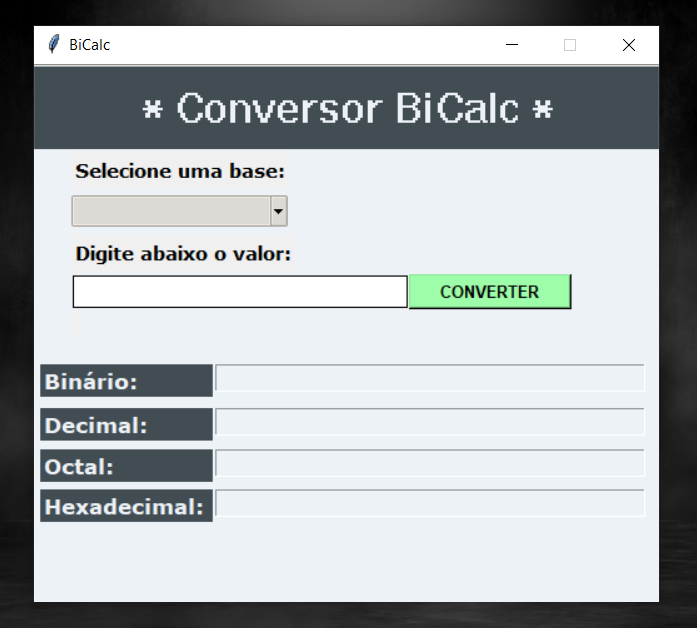 BiCalc
* Conversor BiCalc *
Selecione uma base:
Digite abaixo o valor:
CONVERTER
Binário:
Decimal:
Octal:
Hexadecimal: